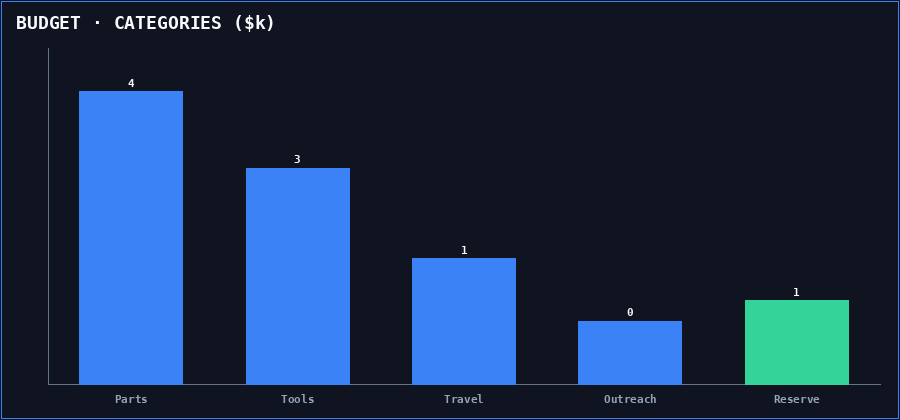 BUDGET · CATEGORIES ($k)
4
3
1
0
1
Parts
Tools
Travel
Outreach
Reserve